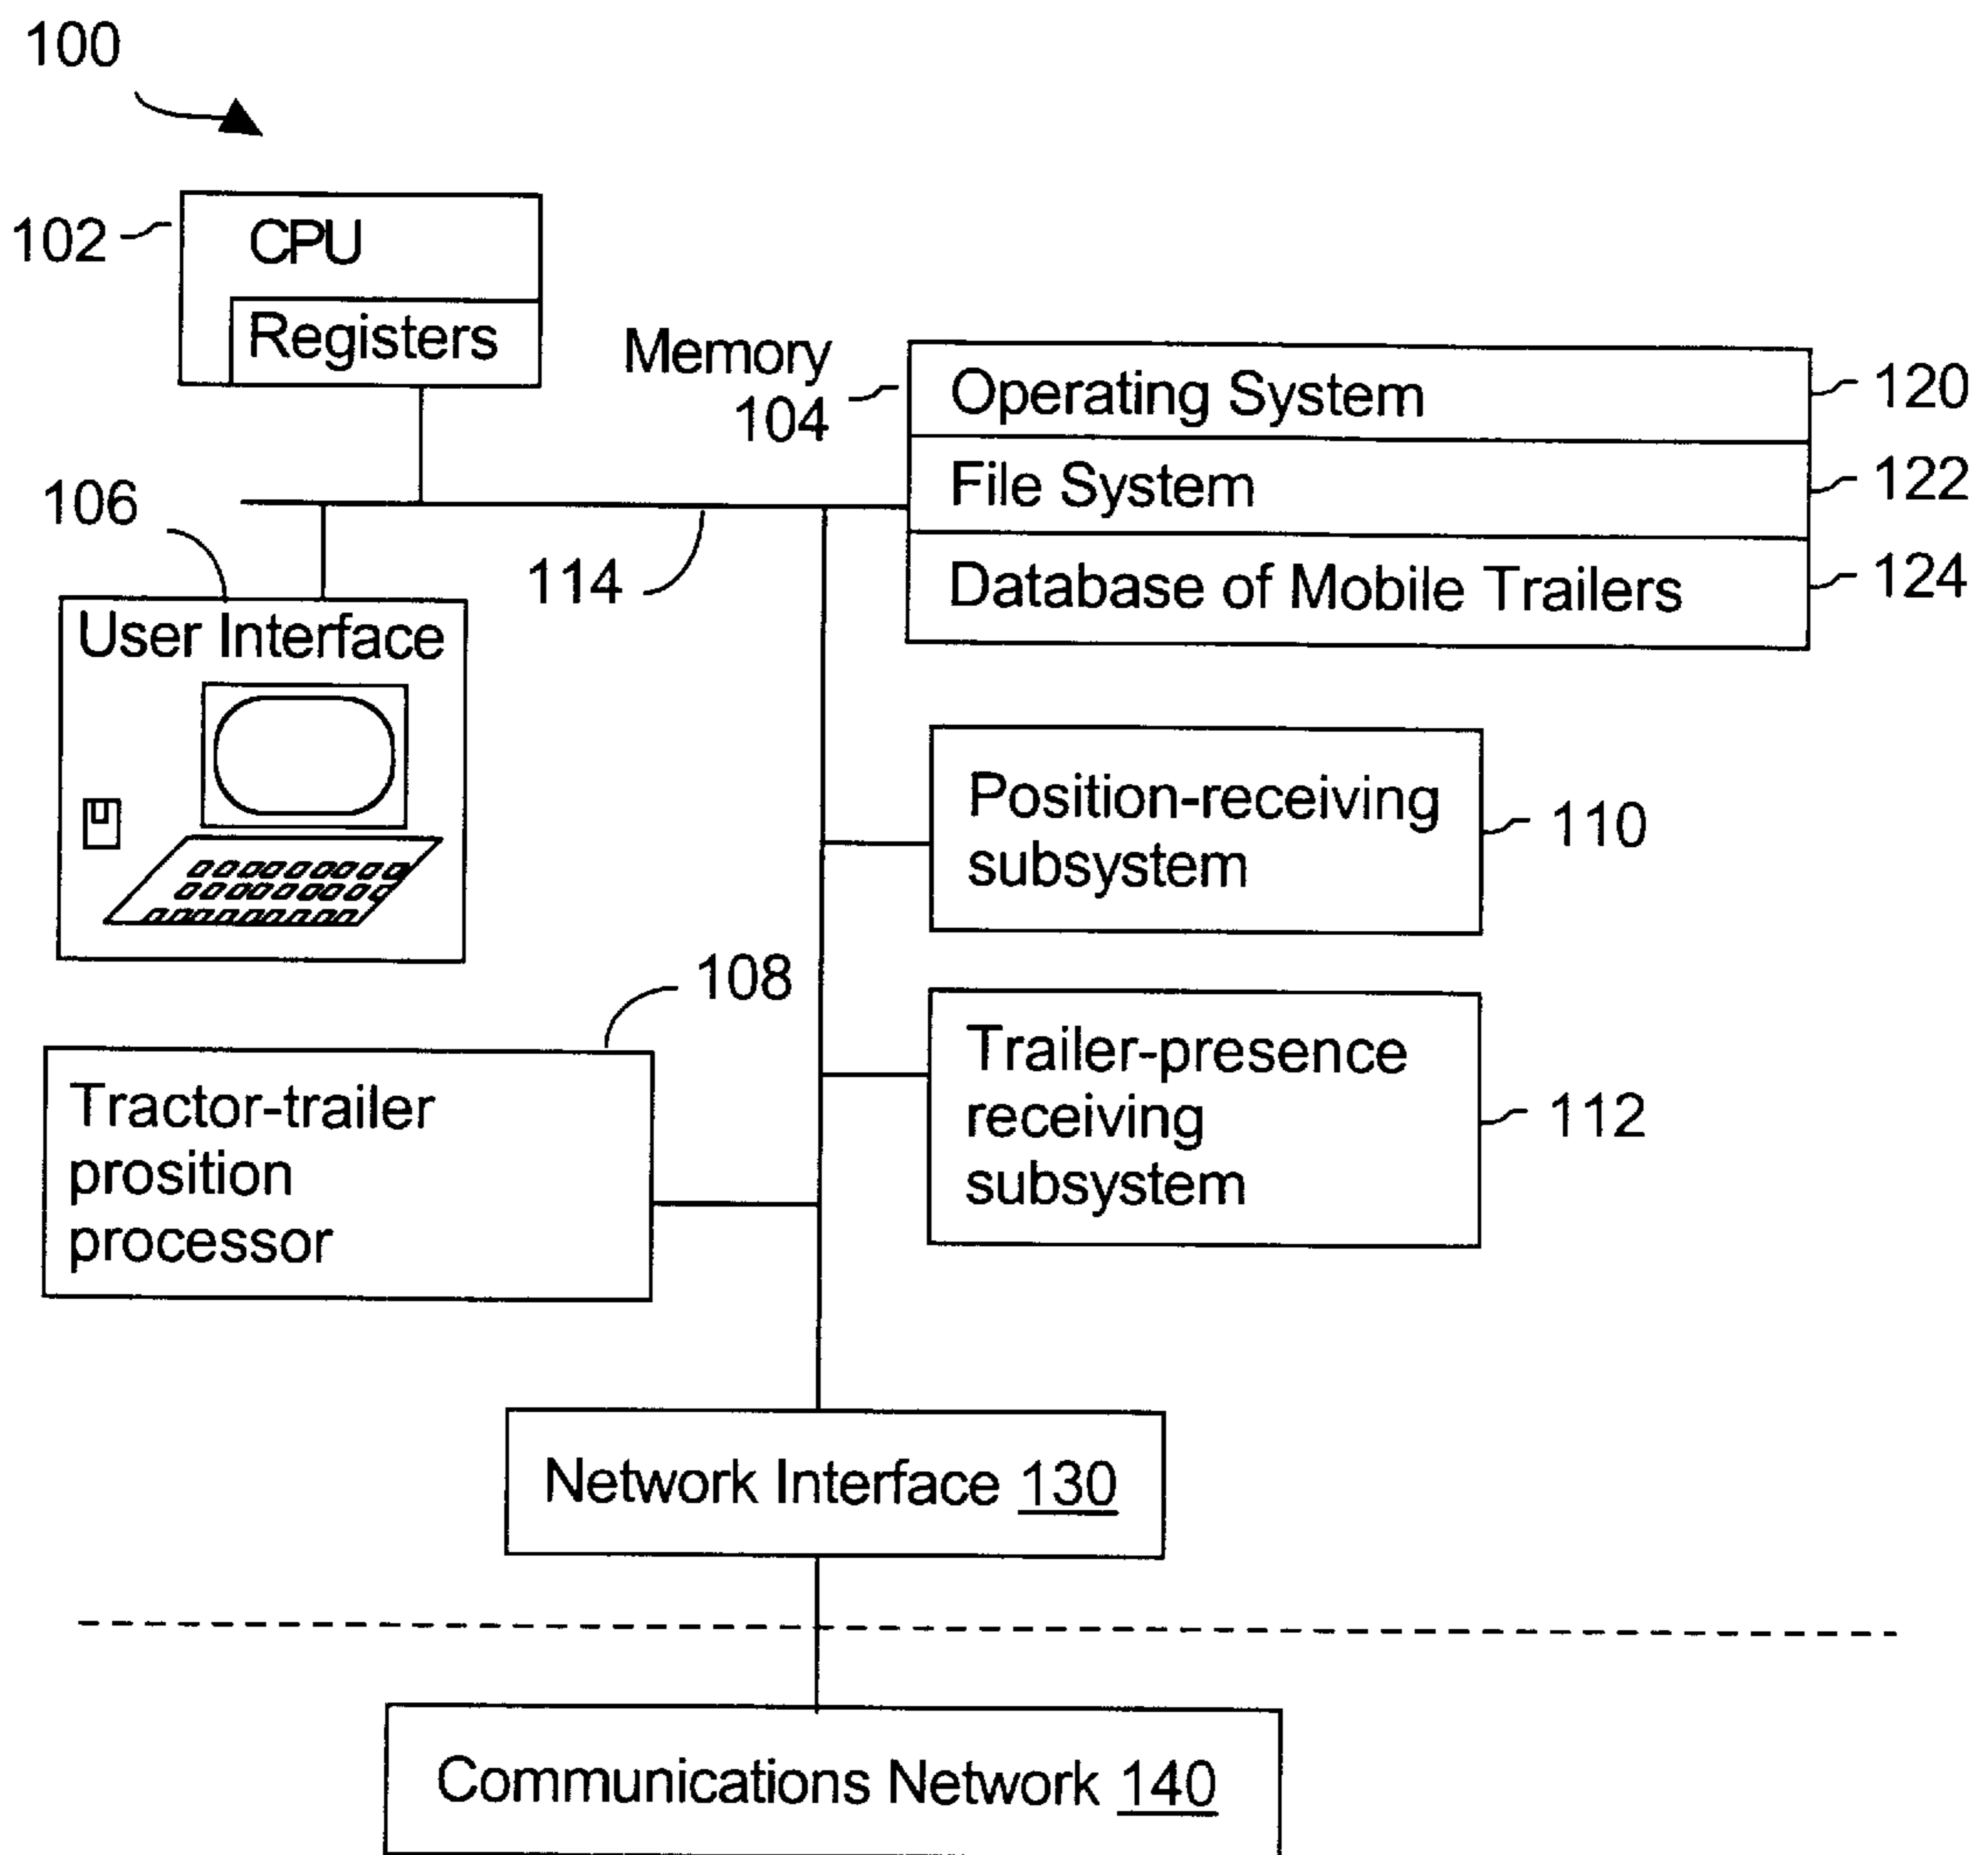 100
102
CPU
Registers
Memory
104
Operating System
120
File System
122
Database of Mobile Trailers
124
106
114
User Interface
Position-receiving
subsystem
110
108
Tractor-trailer
prosition
processor
Trailer-presence
receiving
subsystem
112
Network Interface 130
Communications Network 140